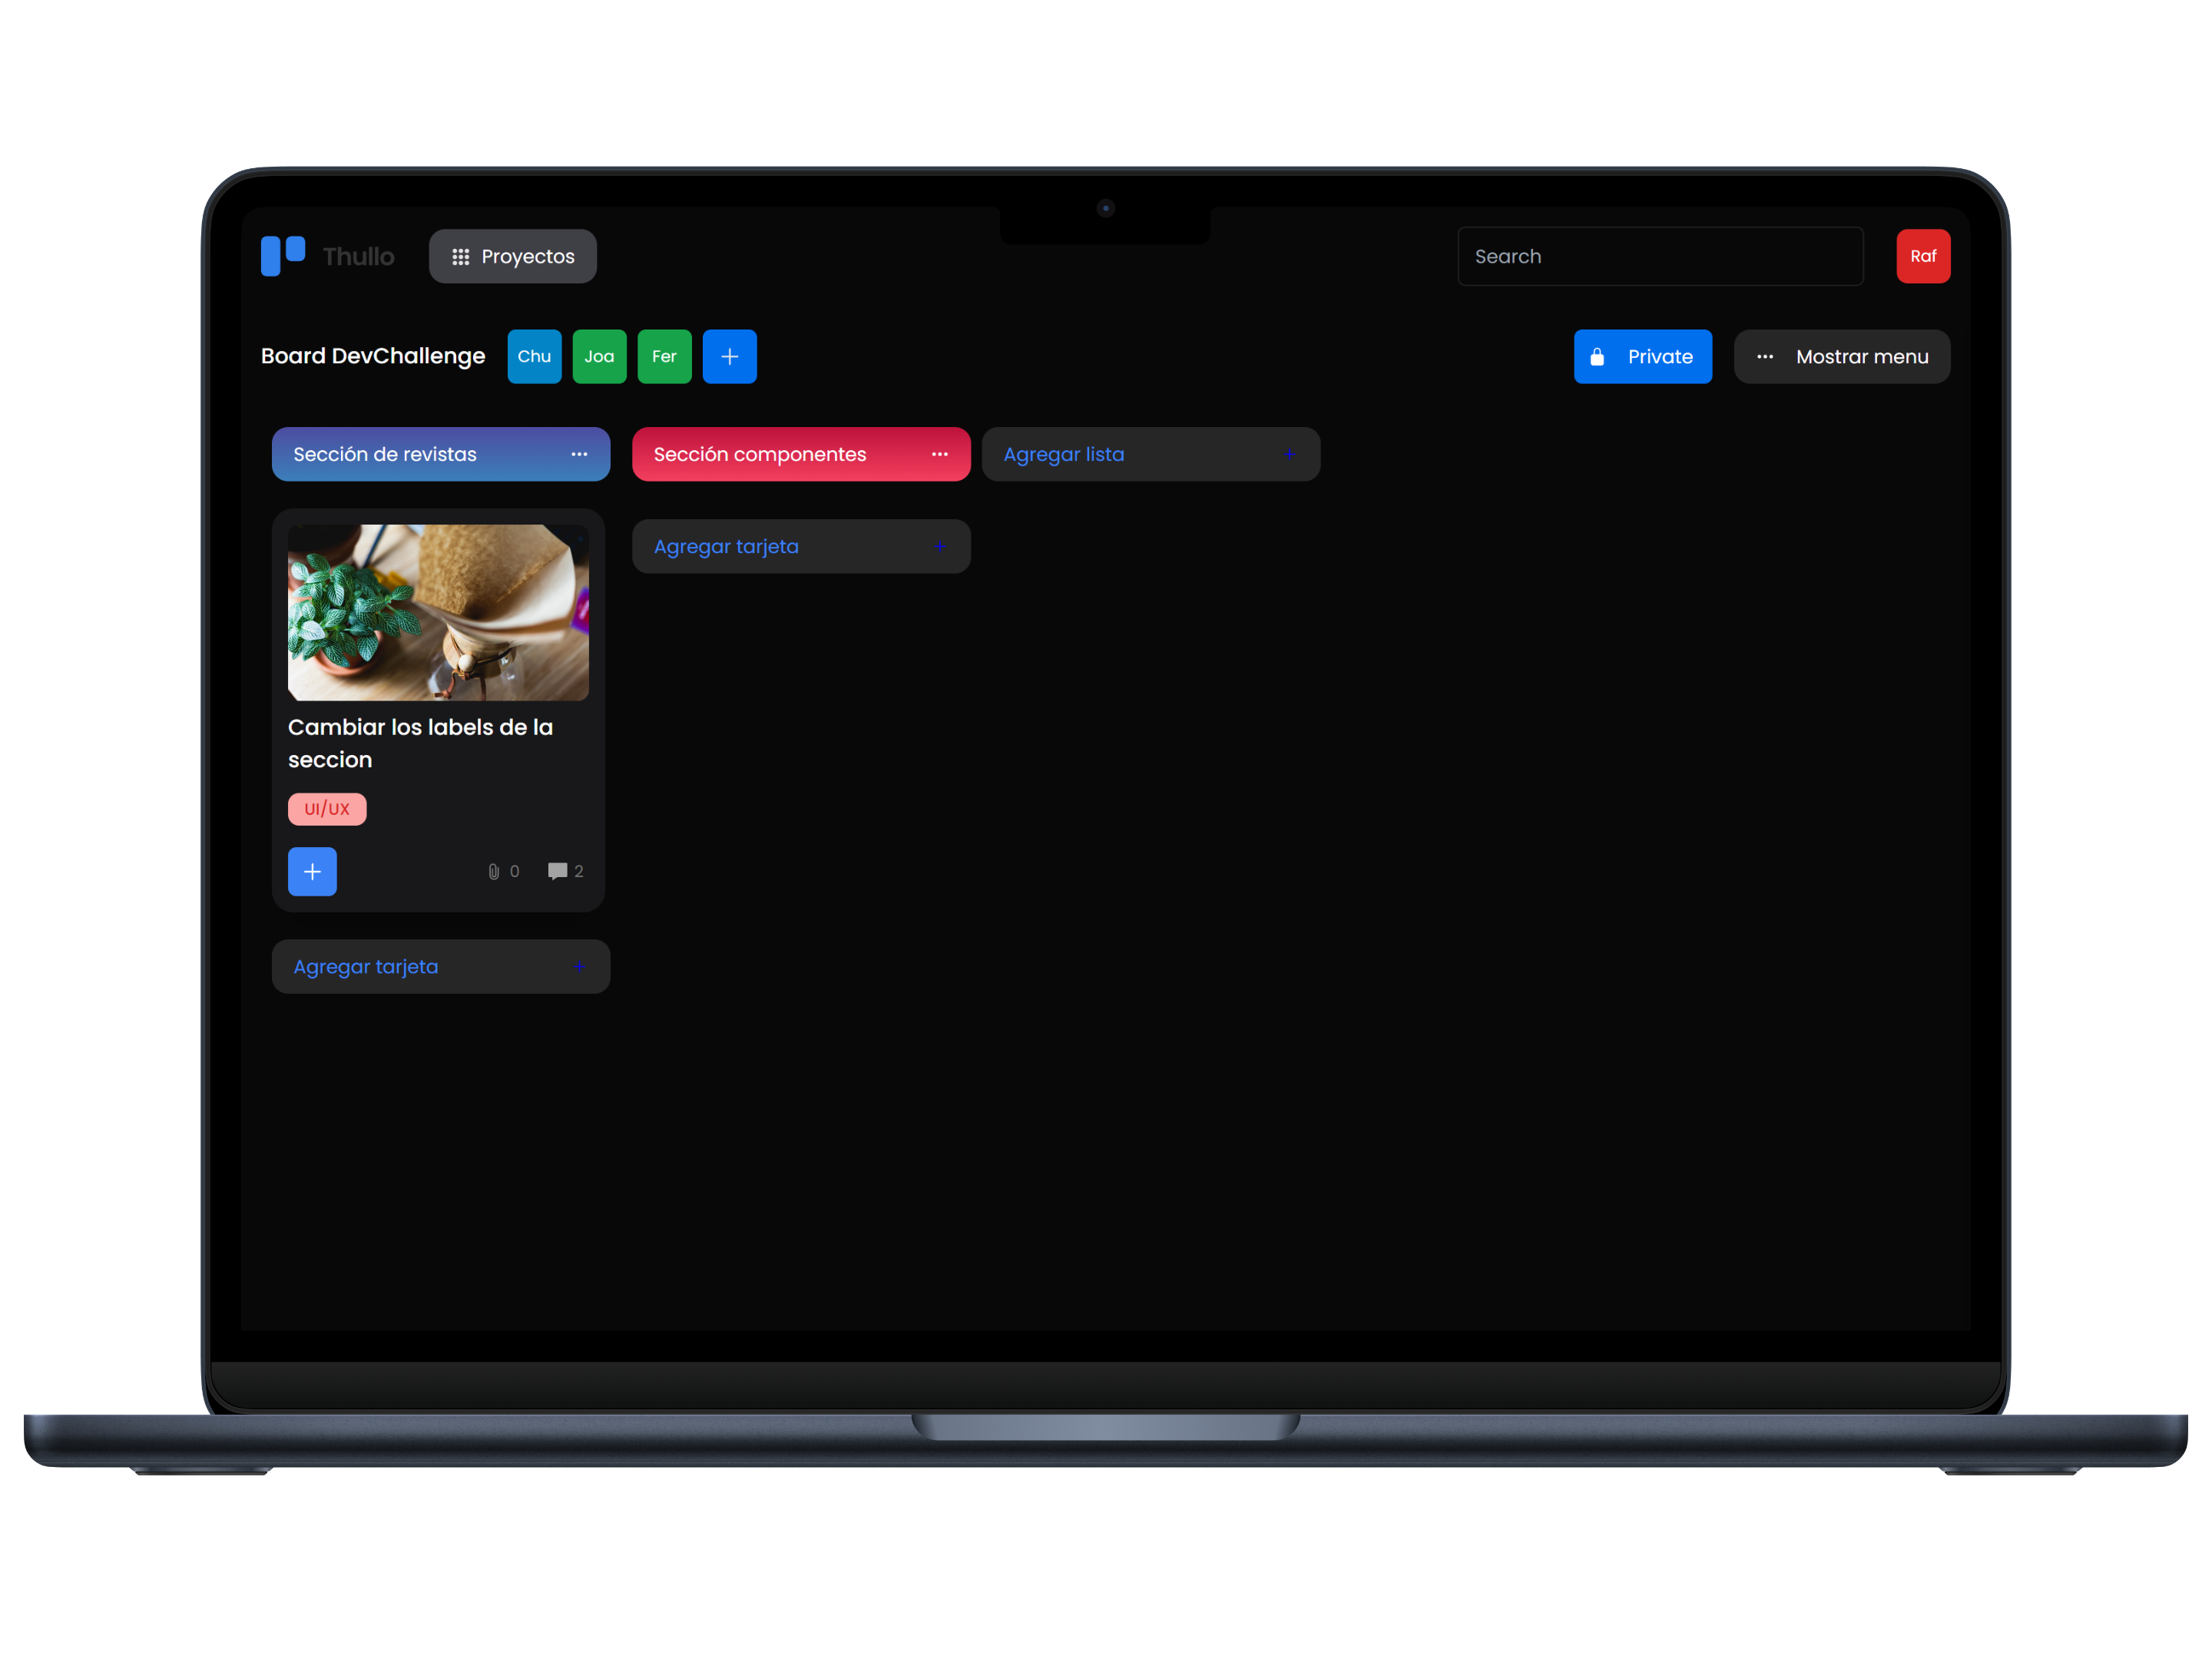 Thullo
Proyectos
Search
Raf
Board DevChallenge
Chu
Joa
Fer
Private
Mostrar menu
Sección de revistas
Sección componentes
Agregar lista
Agregar tarjeta
Cambiar los labels de la
seccion
UI/UX
0
2
Agregar tarjeta